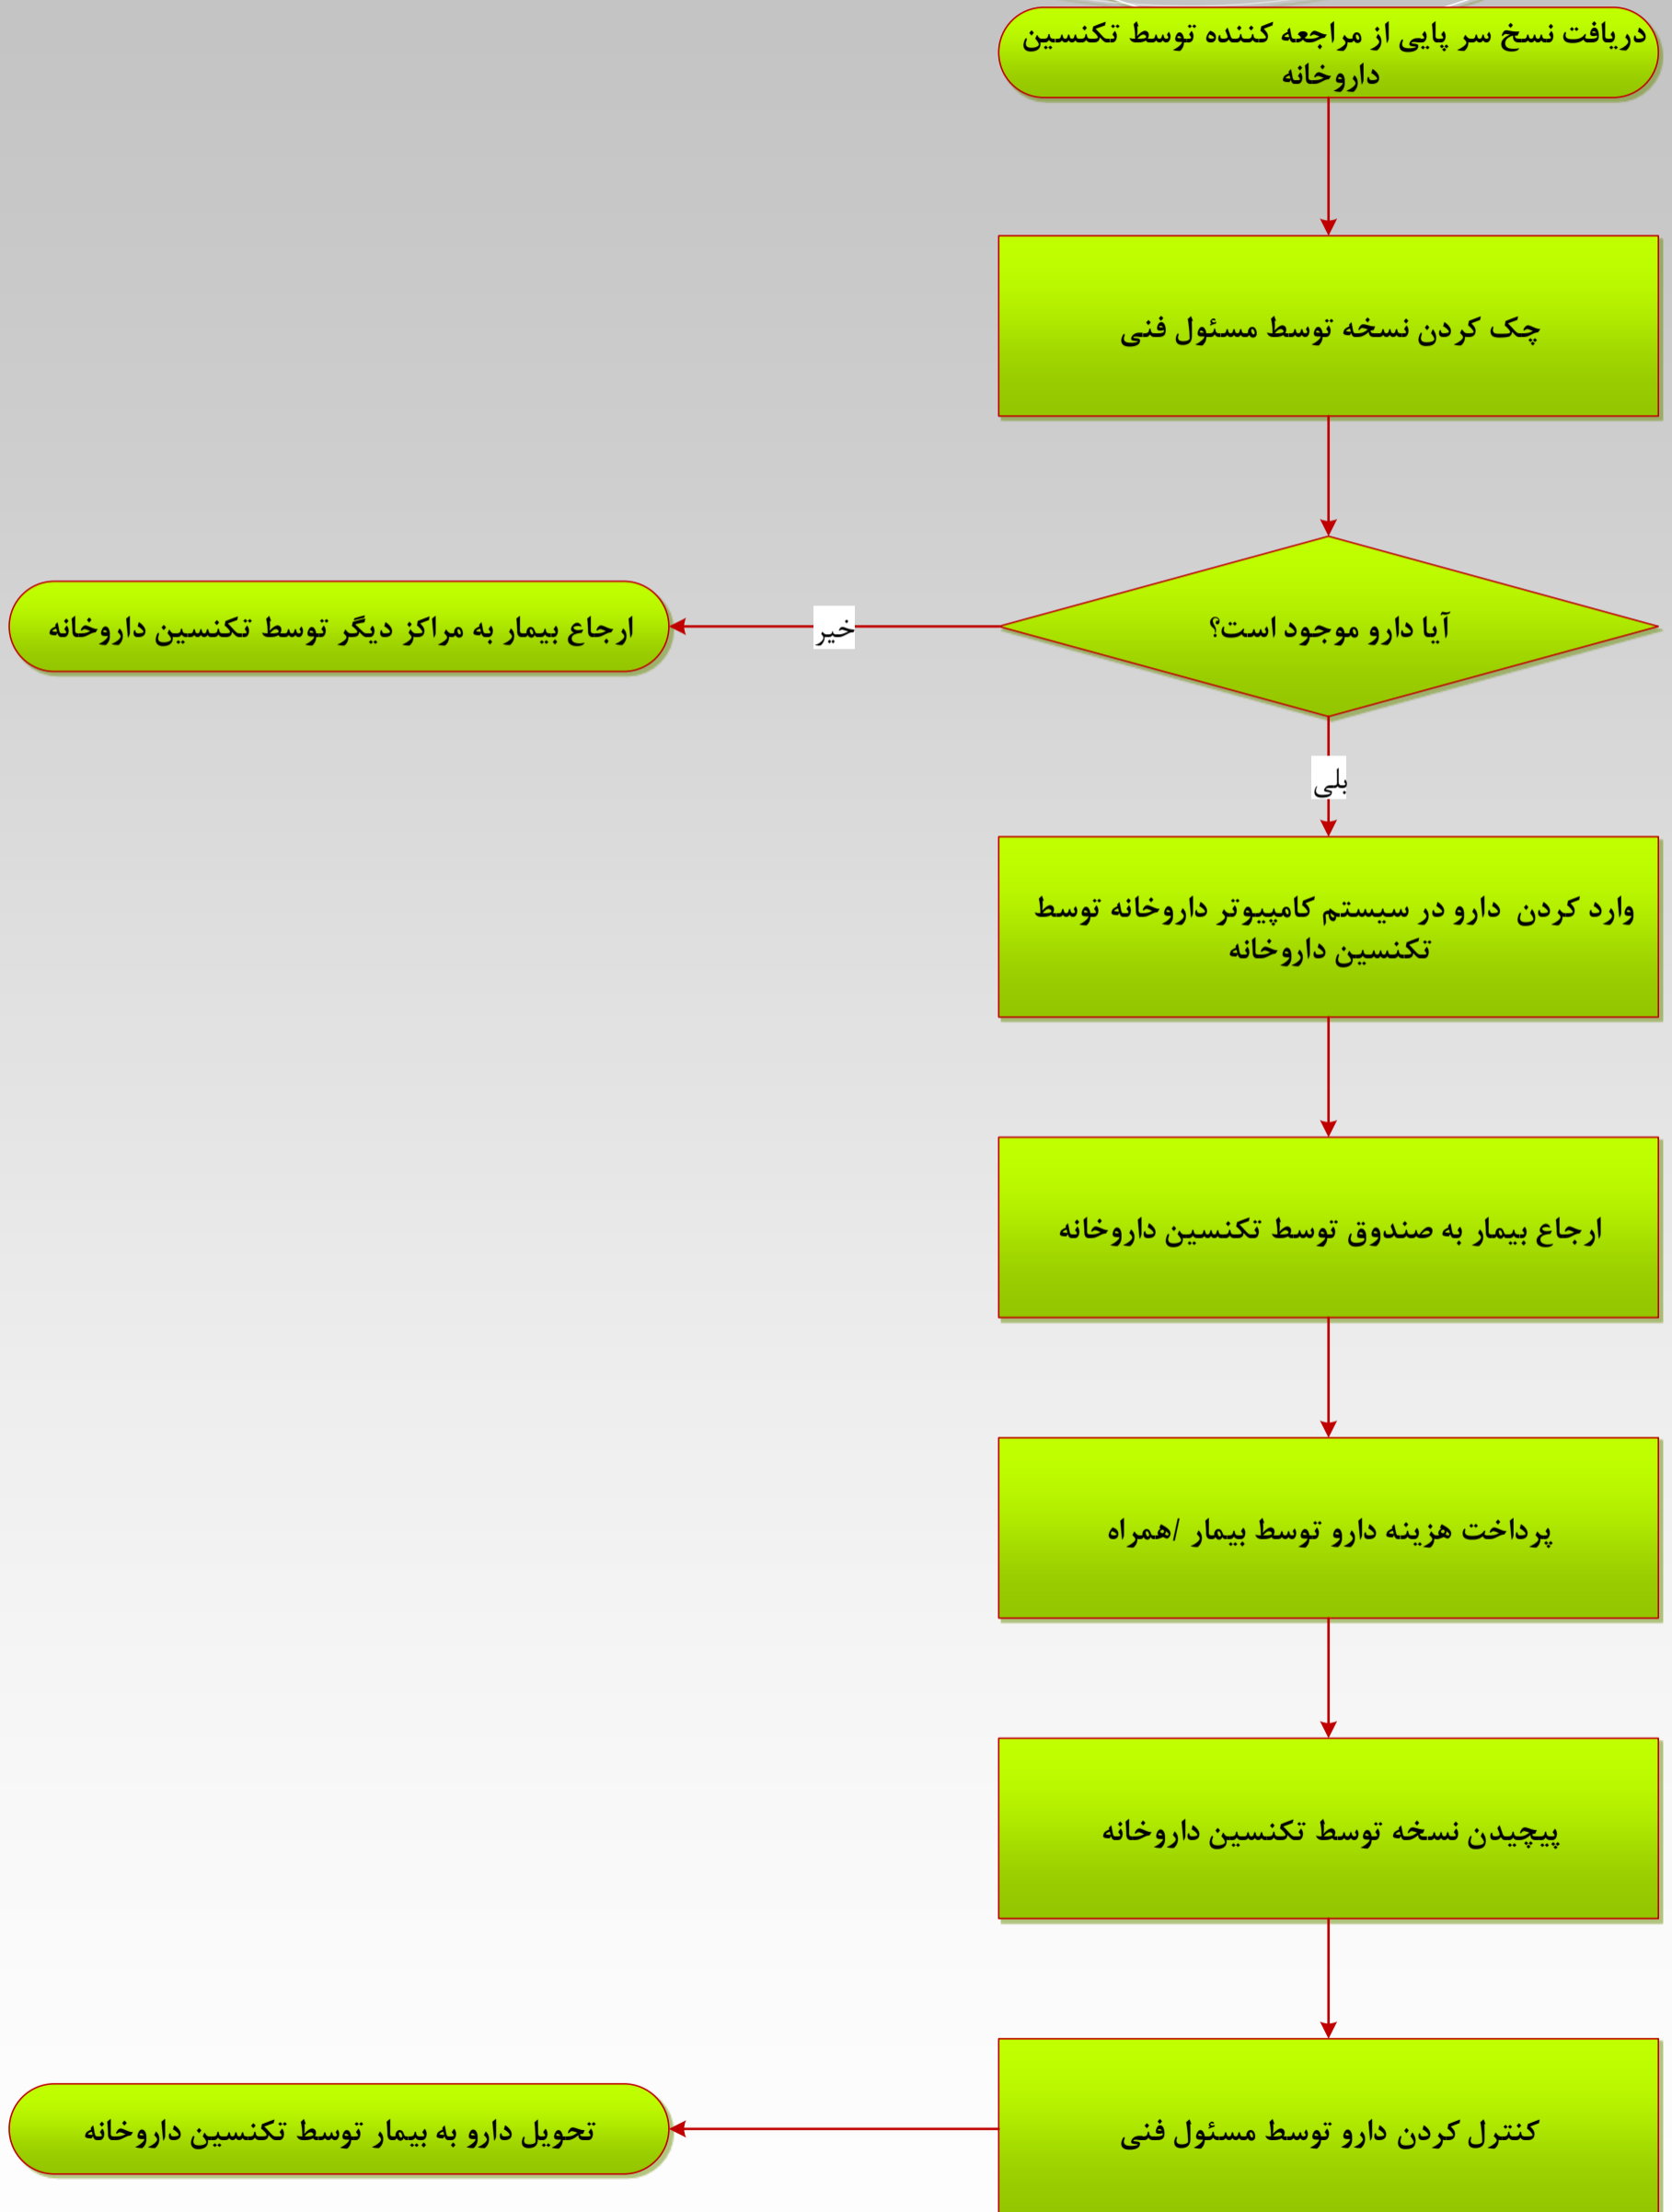 دریافت نسخ سر پایی از مراجعه کننده توسط تکنسین
داروخانه
چک کردن نسخه توسط مسئول فنی
آیا دارو موجود است؟
خیر
ارجاع بیمار به مراکز دیگر توسط تکنسین داروخانه
بلی
وارد کردن دارو در سیستم کامپیوتر داروخانه توسط
تکنسین داروخانه
ارجاع بیمار به صندوق توسط تکنسین داروخانه
پرداخت هزینه دارو توسط بیمار /همراه
پیچیدن نسخه توسط تکنسین داروخانه
کنترل کردن دارو توسط مسئول فنی
تحویل دارو به بیمار توسط تکنسین داروخانه